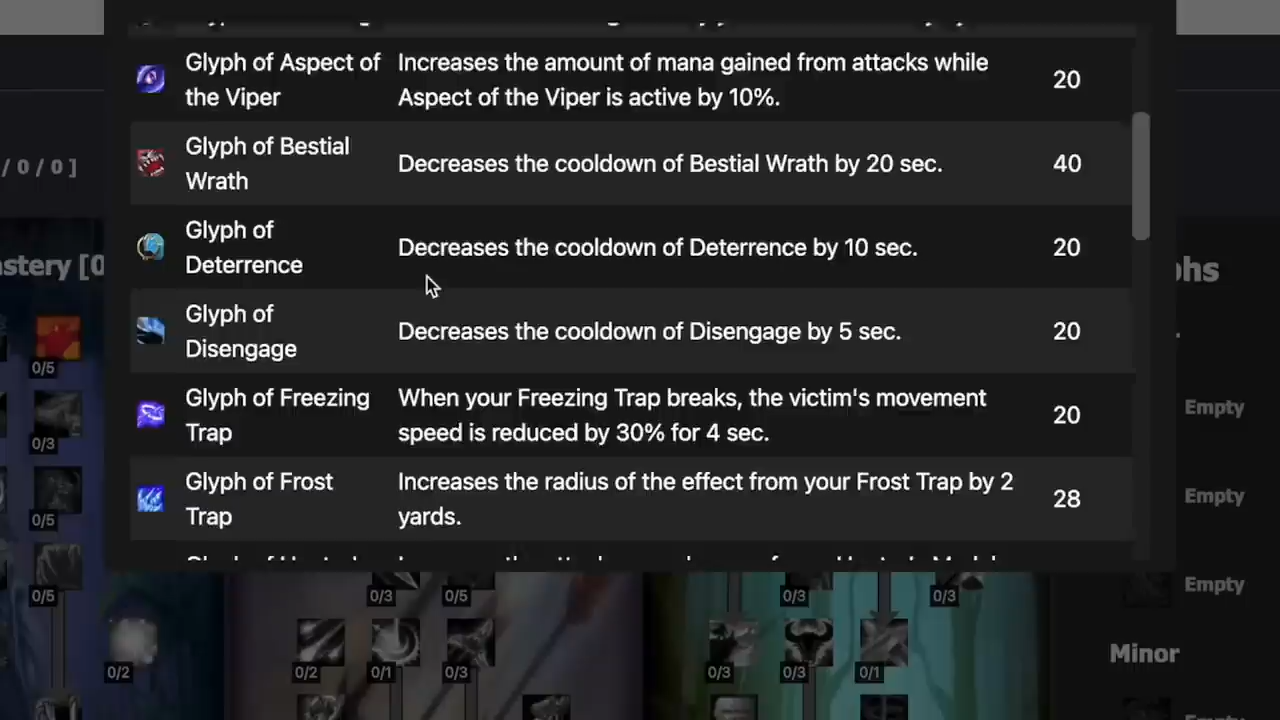 Glyph of Aspect of Increases the amount of mana gained from attacks while
the Viper Aspect of the Viper is active by 10%.
20
Glyph of Bestial
Wrath
Decreases the cooldown of Bestial Wrath by 20 sec.
40
/ 0 / 0 ]
Glyph of
Deterrence
Decreases the cooldown of Deterrence by 10 sec.
20
astery [0
phs
Glyph of
Disengage
Decreases the cooldown of Disengage by 5 sec.
20
0/5
Glyph of Freezing
Trap
When your Freezing Trap breaks, the victim's movement
speed is reduced by 30% for 4 sec.
20
Empty
0/3
Glyph of Frost
Trap
Increases the radius of the effect from your Frost Trap by 2
yards.
28
Empty
0/5
0/5
0/3 0/5 0/3 0/3
Empty
Minor
0/2 0/2 0/1 0/3 0/3 0/3 0/1